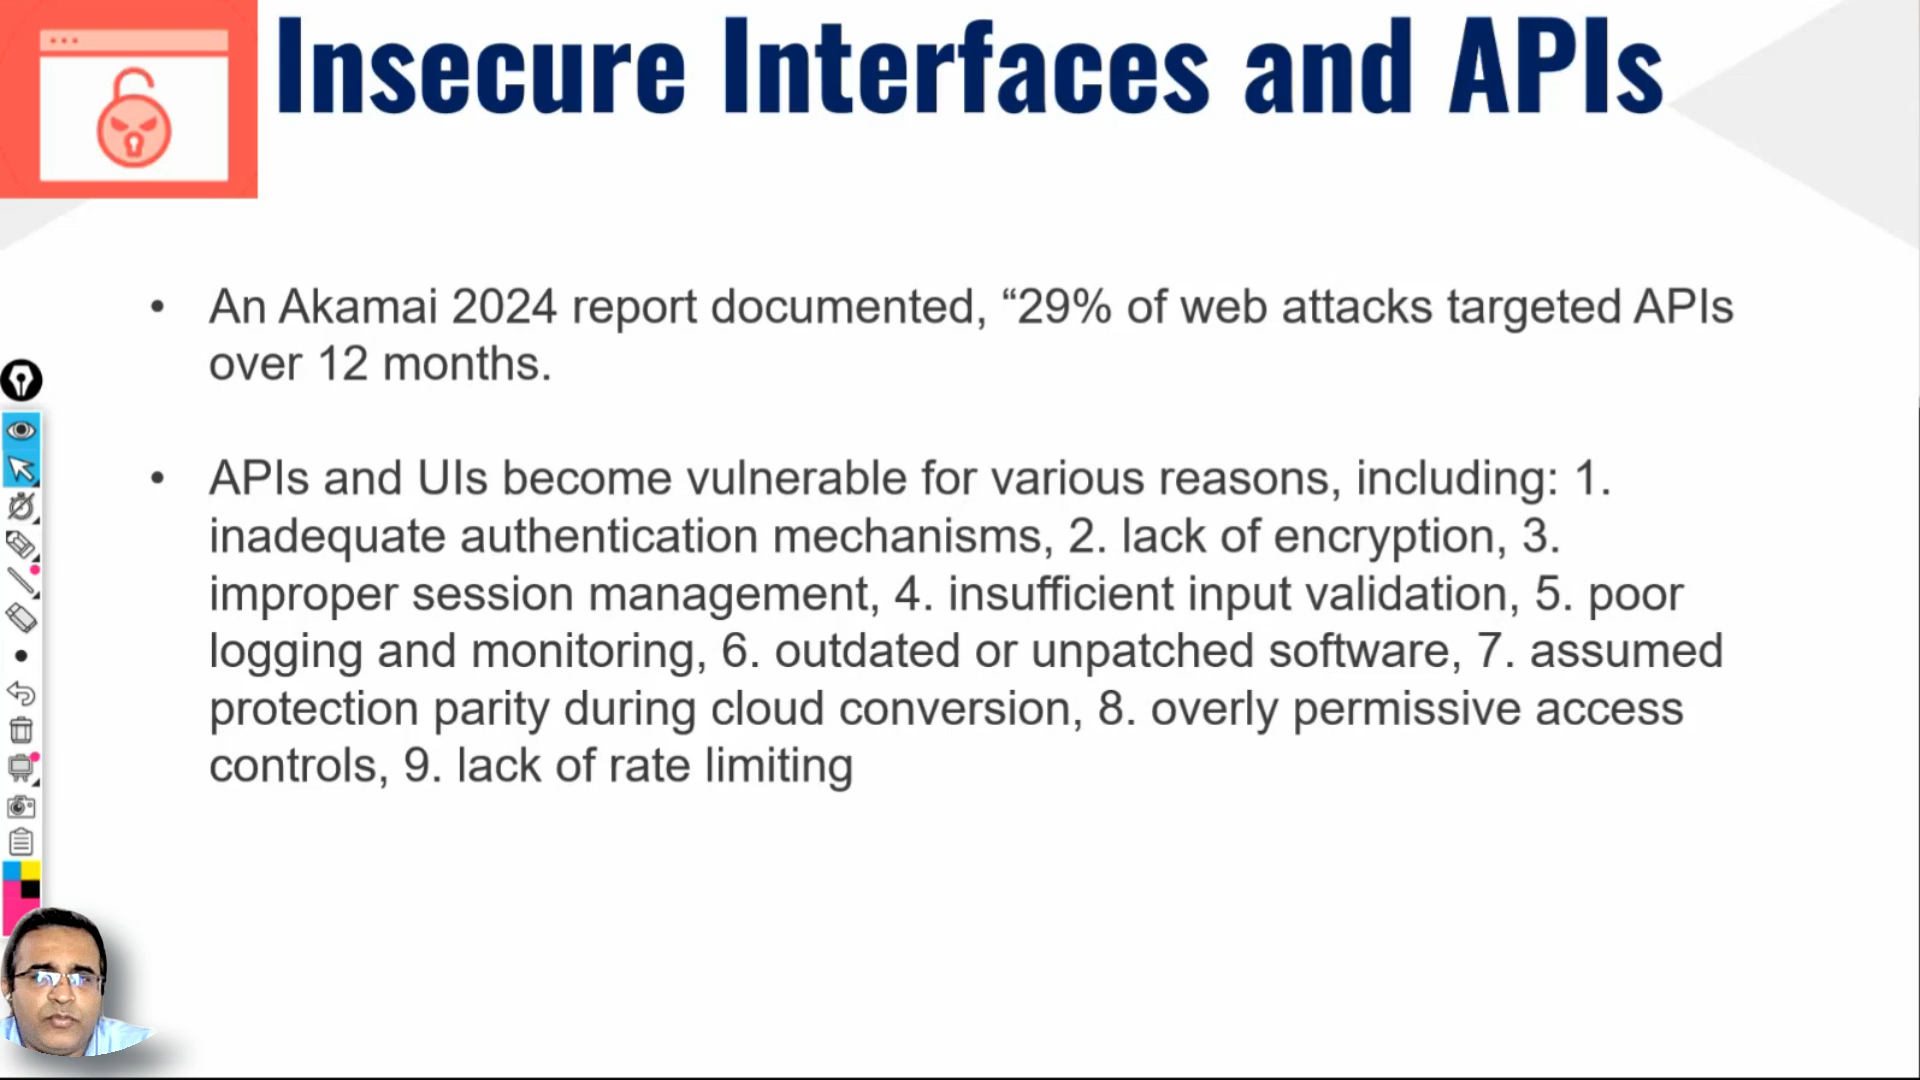 Insecure Interfaces and APIs
• An Akamai 2024 report documented, “29% of web attacks targeted APIs
over 12 months.
• APIs and UIs become vulnerable for various reasons, including: 1.
inadequate authentication mechanisms, 2. lack of encryption, 3.
improper session management, 4. insufficient input validation, 5. poor
logging and monitoring, 6. outdated or unpatched software, 7. assumed
protection parity during cloud conversion, 8. overly permissive access
controls, 9. lack of rate limiting